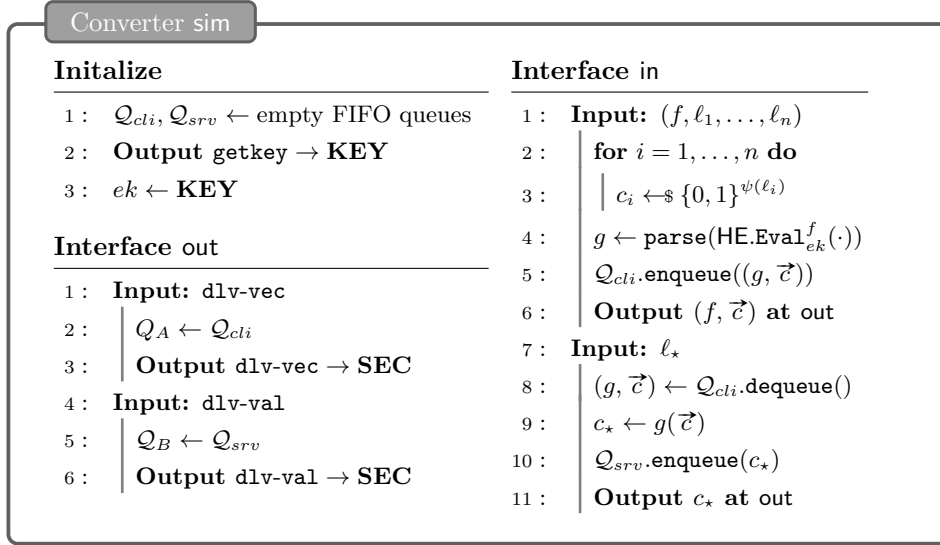 Converter sim
Initalize
1 : 𝒬_cli, 𝒬_srv ← empty FIFO queues
2 : Output getkey → KEY
3 : ek ← KEY
Interface out
1 : Input: dlv-vec
2 : Q_A ← 𝒬_cli
3 : Output dlv-vec → SEC
4 : Input: dlv-val
5 : 𝒬_B ← 𝒬_srv
6 : Output dlv-val → SEC
Interface in
1 : Input: (f, ℓ_1, . . . , ℓ_n)
2 : for i = 1, . . . , n do
3 : c_i ←$ {0, 1}^{ψ(ℓ_i)}
4 : g ← parse(HE.Eval^f_{ek}(·))
5 : 𝒬_cli.enqueue((g, c⃗))
6 : Output (f, c⃗) at out
7 : Input: ℓ_⋆
8 : (g, c⃗) ← 𝒬_cli.dequeue()
9 : c_⋆ ← g(c⃗)
10 : 𝒬_srv.enqueue(c_⋆)
11 : Output c_⋆ at out